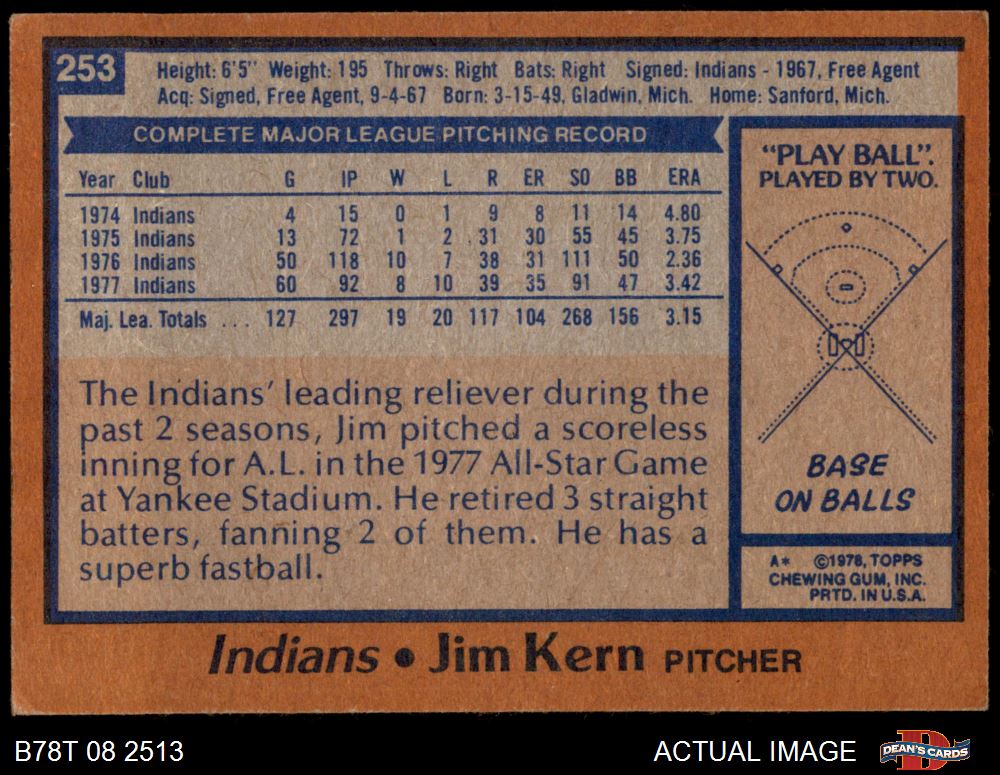 253
Height: 6'5" Weight: 195 Throws: Right Bats: Right Signed: Indians - 1967, Free Agent
Acq: Signed, Free Agent, 9-4-67 Born: 3-15-49, Gladwin, Mich. Home: Sanford, Mich.
COMPLETE MAJOR LEAGUE PITCHING RECORD
Year Club G IP W L R ER SO BB ERA
1974 Indians 4 15 0 1 9 8 11 14 4.80
1975 Indians 13 72 1 2 31 30 55 45 3.75
1976 Indians 50 118 10 7 38 31 111 50 2.36
1977 Indians 60 92 8 10 39 35 91 47 3.42
Maj. Lea. Totals ... 127 297 19 20 117 104 268 156 3.15
The Indians' leading reliever during the
past 2 seasons, Jim pitched a scoreless
inning for A.L. in the 1977 All-Star Game
at Yankee Stadium. He retired 3 straight
batters, fanning 2 of them. He has a
superb fastball.
"PLAY BALL".
PLAYED BY TWO.
BASE
ON BALLS
A* ©1978, TOPPS
CHEWING GUM, INC.
PRTD. IN U.S.A.
Indians • Jim Kern PITCHER
B78T 08 2513
ACTUAL IMAGE
D
DEAN'S CARDS